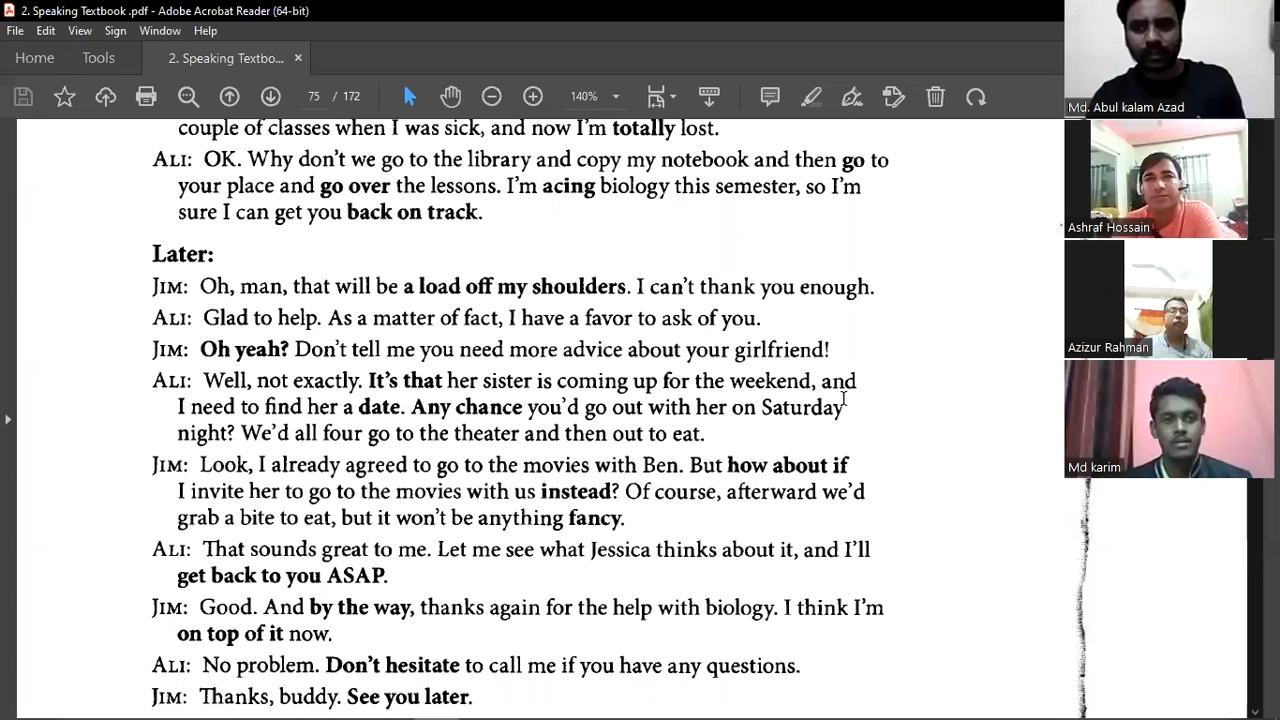 2. Speaking Textbook .pdf - Adobe Acrobat Reader (64-bit)
File Edit View Sign Window Help
Home Tools 2. Speaking Textbo... ×
75 / 172 140%
couple of classes when I was sick, and now I'm totally lost.
ALI: OK. Why don't we go to the library and copy my notebook and then go to
your place and go over the lessons. I'm acing biology this semester, so I'm
sure I can get you back on track.
Later:
JIM: Oh, man, that will be a load off my shoulders. I can't thank you enough.
ALI: Glad to help. As a matter of fact, I have a favor to ask of you.
JIM: Oh yeah? Don't tell me you need more advice about your girlfriend!
ALI: Well, not exactly. It's that her sister is coming up for the weekend, and
I need to find her a date. Any chance you'd go out with her on Saturday
night? We'd all four go to the theater and then out to eat.
JIM: Look, I already agreed to go to the movies with Ben. But how about if
I invite her to go to the movies with us instead? Of course, afterward we'd
grab a bite to eat, but it won't be anything fancy.
ALI: That sounds great to me. Let me see what Jessica thinks about it, and I'll
get back to you ASAP.
JIM: Good. And by the way, thanks again for the help with biology. I think I'm
on top of it now.
ALI: No problem. Don't hesitate to call me if you have any questions.
JIM: Thanks, buddy. See you later.
Md. Abul kalam Azad
Ashraf Hossain
Azizur Rahman
Md karim